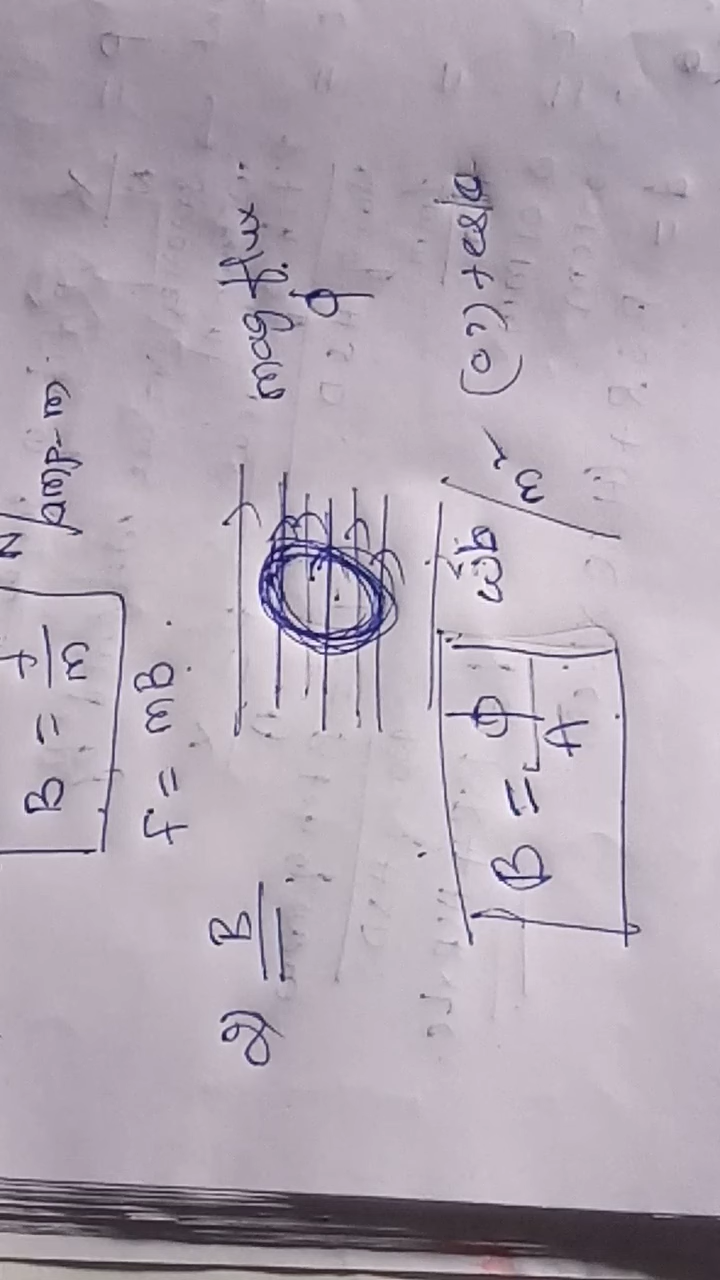 B = f/m N/amp-m
f = mB.
2) B mag flux
ϕ
B = ϕ/A wb/m² (or) tesla